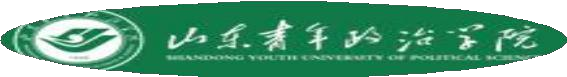 山东青年政治学院
SHANDONG YOUTH UNIVERSITY OF POLITICAL SCIENCE